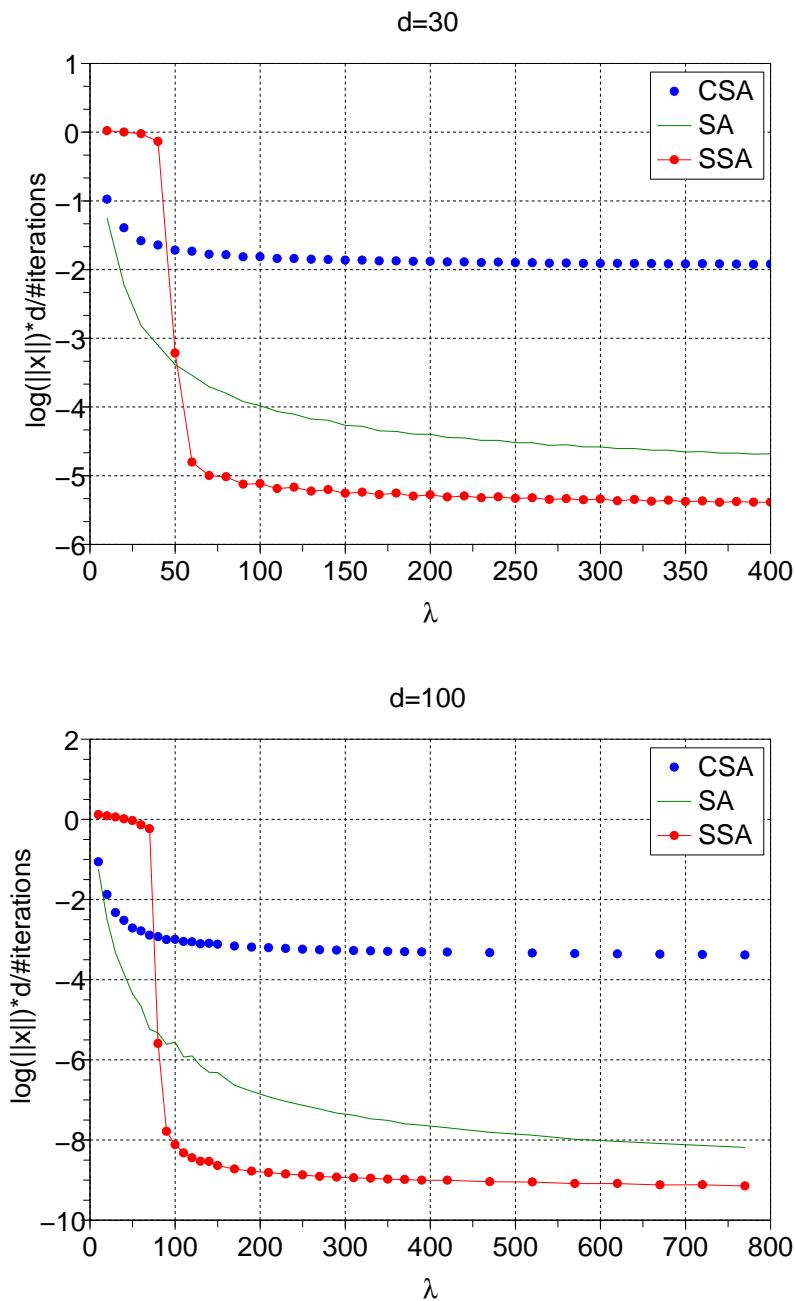 d=30
log(||x||)*d/#iterations
1
0
−1
−2
−3
−4
−5
−6
CSA
SA
SSA
0 50 100 150 200 250 300 350 400
λ
d=100
log(||x||)*d/#iterations
2
0
−2
−4
−6
−8
−10
CSA
SA
SSA
0 100 200 300 400 500 600 700 800
λ